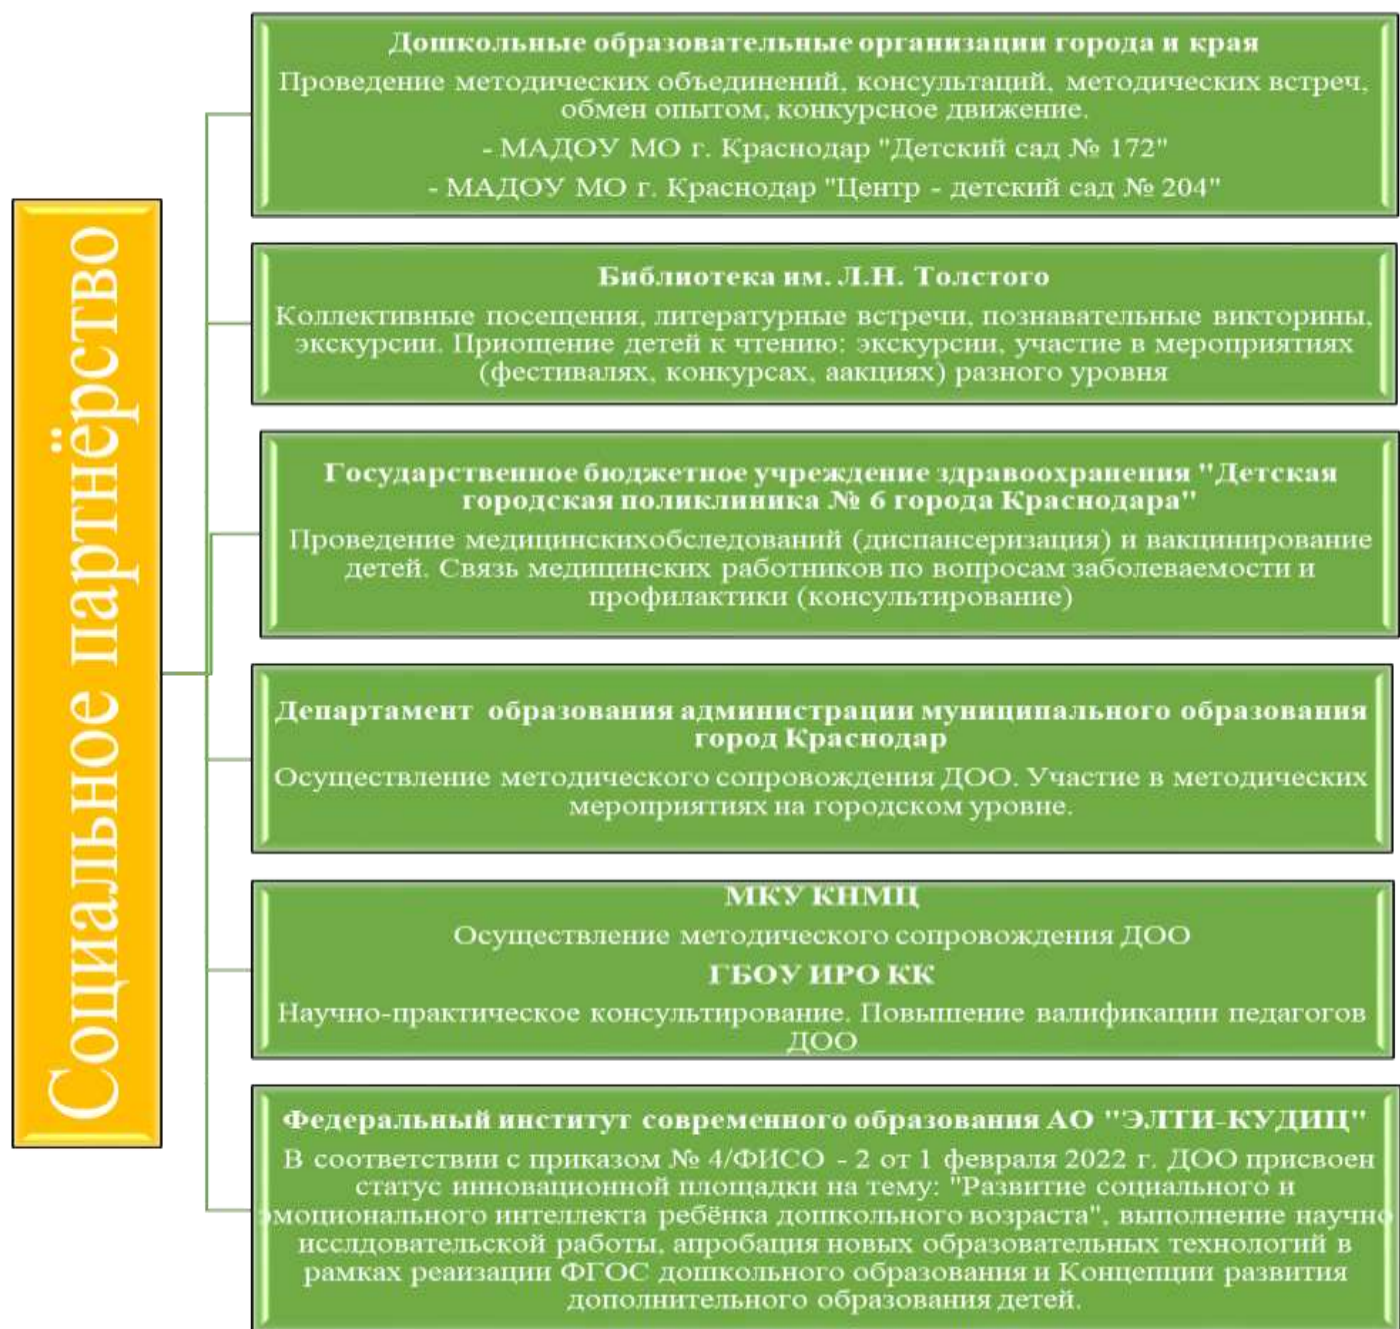 Социальное партнёрство
Дошкольные образовательные организации города и края
Проведение методических объединений, консультаций, методических встреч,
обмен опытом, конкурсное движение.
- МАДОУ МО г. Краснодар "Детский сад № 172"
- МАДОУ МО г. Краснодар "Центр - детский сад № 204"
Библиотека им. Л.Н. Толстого
Коллективные посещения, литературные встречи, познавательные викторины,
экскурсии. Приощение детей к чтению: экскурсии, участие в мероприятиях
(фестивалях, конкурсах, аакциях) разного уровня
Государственное бюджетное учреждение здравоохранения "Детская
городская поликлиника № 6 города Краснодара"
Проведение медицинскихобследований (диспансеризация) и вакцинирование
детей. Связь медицинских работников по вопросам заболеваемости и
профилактики (консультирование)
Департамент образования администрации муниципального образования
город Краснодар
Осуществление методического сопровождения ДОО. Участие в методических
мероприятиях на городском уровне.
МКУ КНМЦ
Осуществление методического сопровождения ДОО
ГБОУ ИРО КК
Научно-практическое консультирование. Повышение валификации педагогов
ДОО
Федеральный институт современного образования АО "ЭЛТИ-КУДИЦ"
В соответствии с приказом № 4/ФИСО - 2 от 1 февраля 2022 г. ДОО присвоен
статус инновационной площадки на тему: "Развитие социального и
эмоционального интеллекта ребёнка дошкольного возраста", выполнение научно
исслдовательской работы, апробация новых образовательных технологий в
рамках реаизации ФГОС дошкольного образования и Концепции развития
дополнительного образования детей.